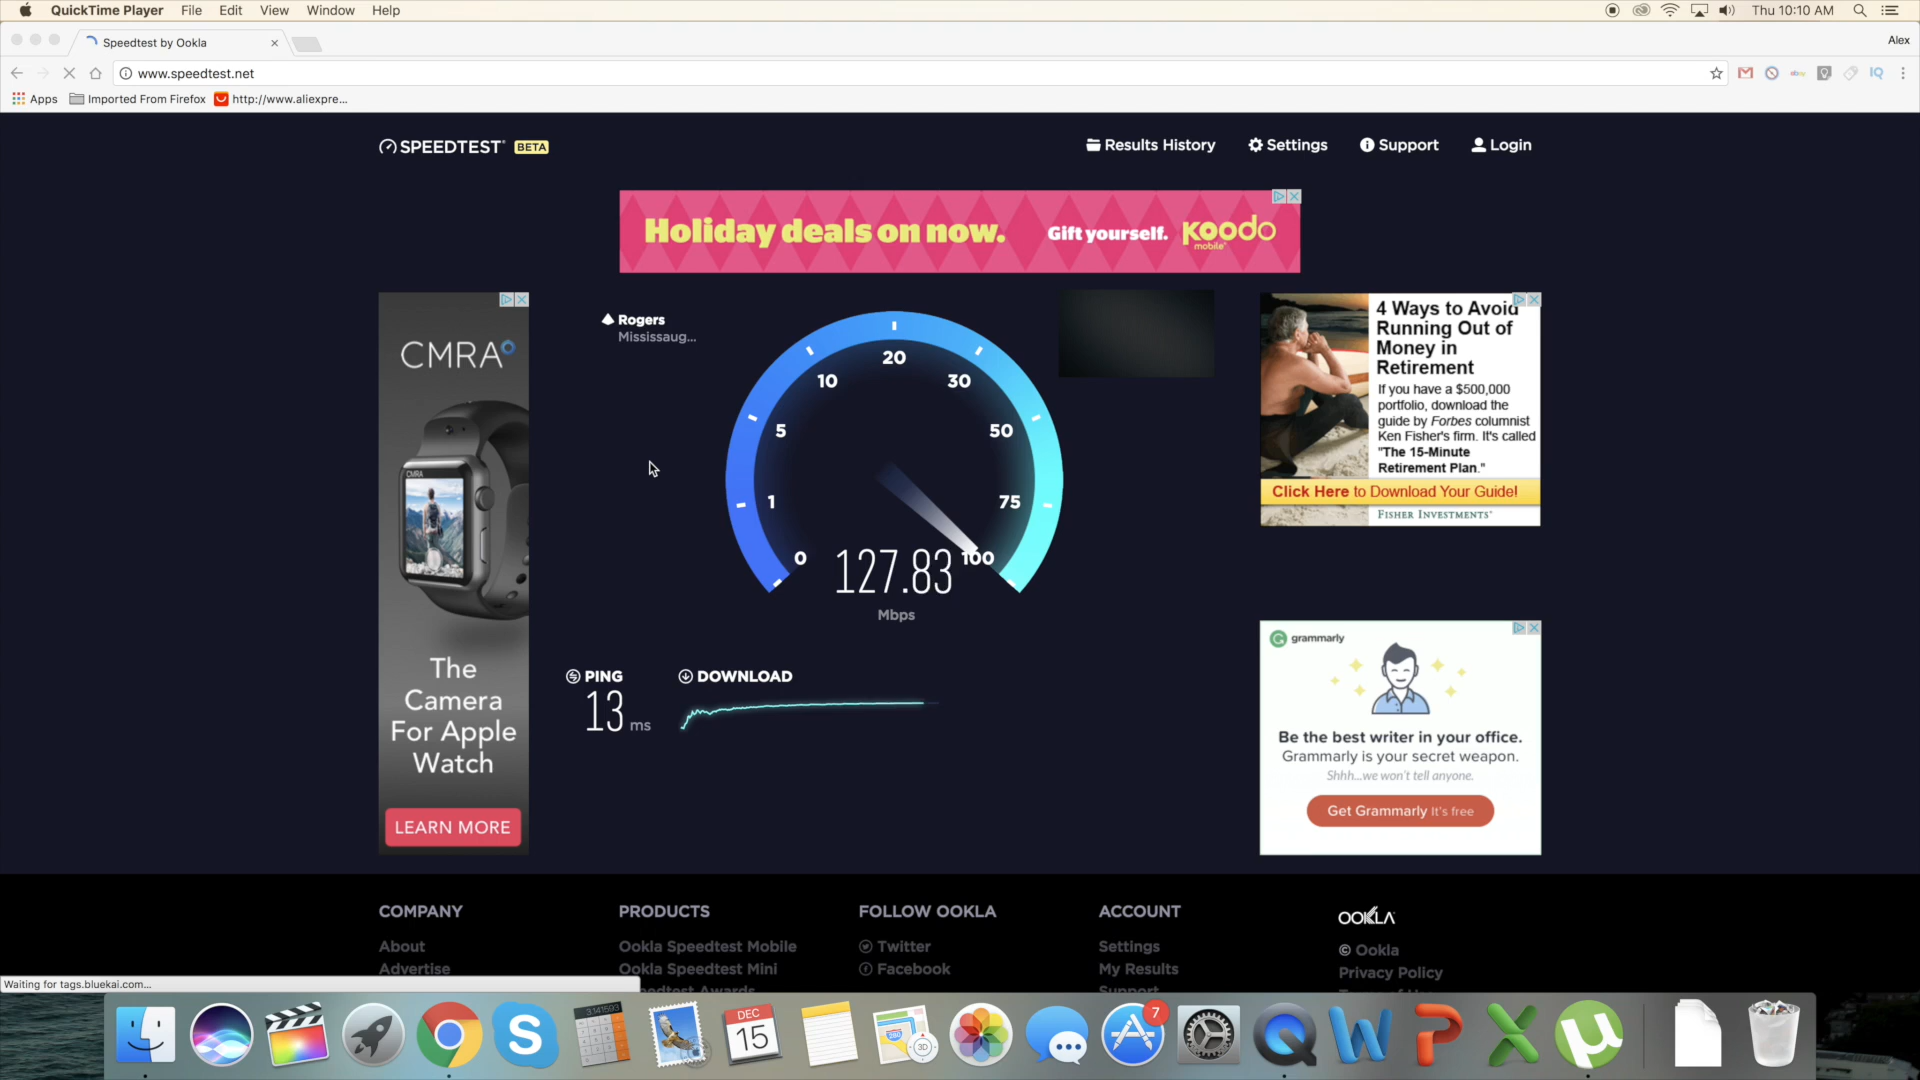 QuickTime Player File Edit View Window Help
Thu 10:10 AM
Speedtest by Ookla
Alex
www.speedtest.net
Apps Imported From Firefox http://www.aliexpre...
SPEEDTEST BETA
Results History Settings Support Login
Holiday deals on now. Gift yourself. Koodo
mobile
CMRA
CMRA
The
Camera
For Apple
Watch
LEARN MORE
Rogers
Mississaug...
0
1
5
10
20
30
50
75
100
127.83
Mbps
PING
13 ms
DOWNLOAD
4 Ways to Avoid
Running Out of
Money in
Retirement
If you have a $500,000
portfolio, download the
guide by Forbes columnist
Ken Fisher's firm. It's called
"The 15-Minute
Retirement Plan."
Click Here to Download Your Guide!
FISHER INVESTMENTS
grammarly
Be the best writer in your office.
Grammarly is your secret weapon.
Shhh...we won't tell anyone.
Get Grammarly It's free
COMPANY
About
Advertise
PRODUCTS
Ookla Speedtest Mobile
Ookla Speedtest Mini
FOLLOW OOKLA
Twitter
Facebook
ACCOUNT
Settings
My Results
Support
OOKLA
© Ookla
Privacy Policy
Waiting for tags.bluekai.com...
3.141593
DEC
15
3D
7